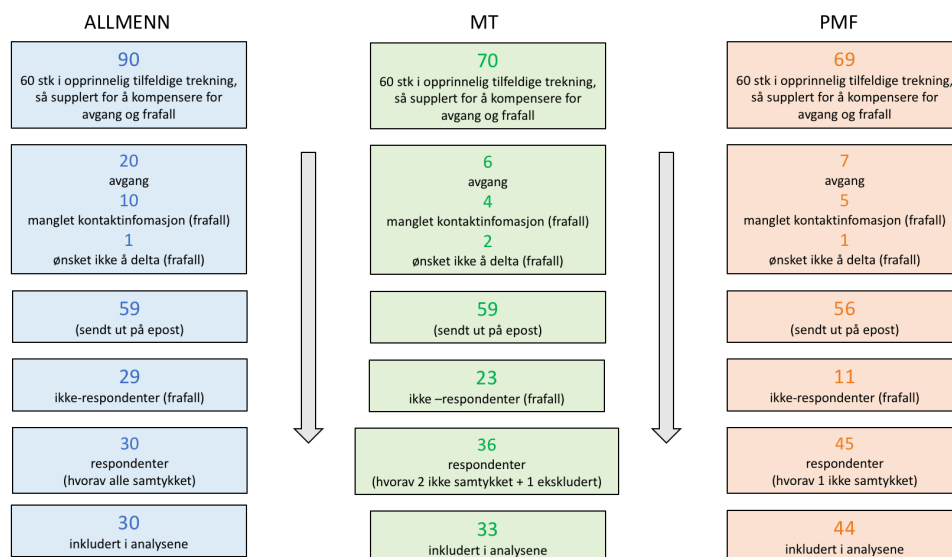 ALLMENN
90
60 stk i opprinnelig tilfeldige trekning,
så supplert for å kompensere for
avgang og frafall
20
avgang
10
manglet kontaktinfomasjon (frafall)
1
ønsket ikke å delta (frafall)
59
(sendt ut på epost)
29
ikke-respondenter (frafall)
30
respondenter
(hvorav alle samtykket)
30
inkludert i analysene
MT
70
60 stk i opprinnelig tilfeldige trekning,
så supplert for å kompensere for
avgang og frafall
6
avgang
4
manglet kontaktinfomasjon (frafall)
2
ønsket ikke å delta (frafall)
59
(sendt ut på epost)
23
ikke –respondenter (frafall)
36
respondenter
(hvorav 2 ikke samtykket + 1 ekskludert)
33
inkludert i analysene
PMF
69
60 stk i opprinnelig tilfeldige trekning,
så supplert for å kompensere for
avgang og frafall
7
avgang
5
manglet kontaktinfomasjon (frafall)
1
ønsket ikke å delta (frafall)
56
(sendt ut på epost)
11
ikke-respondenter (frafall)
45
respondenter
(hvorav 1 ikke samtykket)
44
inkludert i analysene